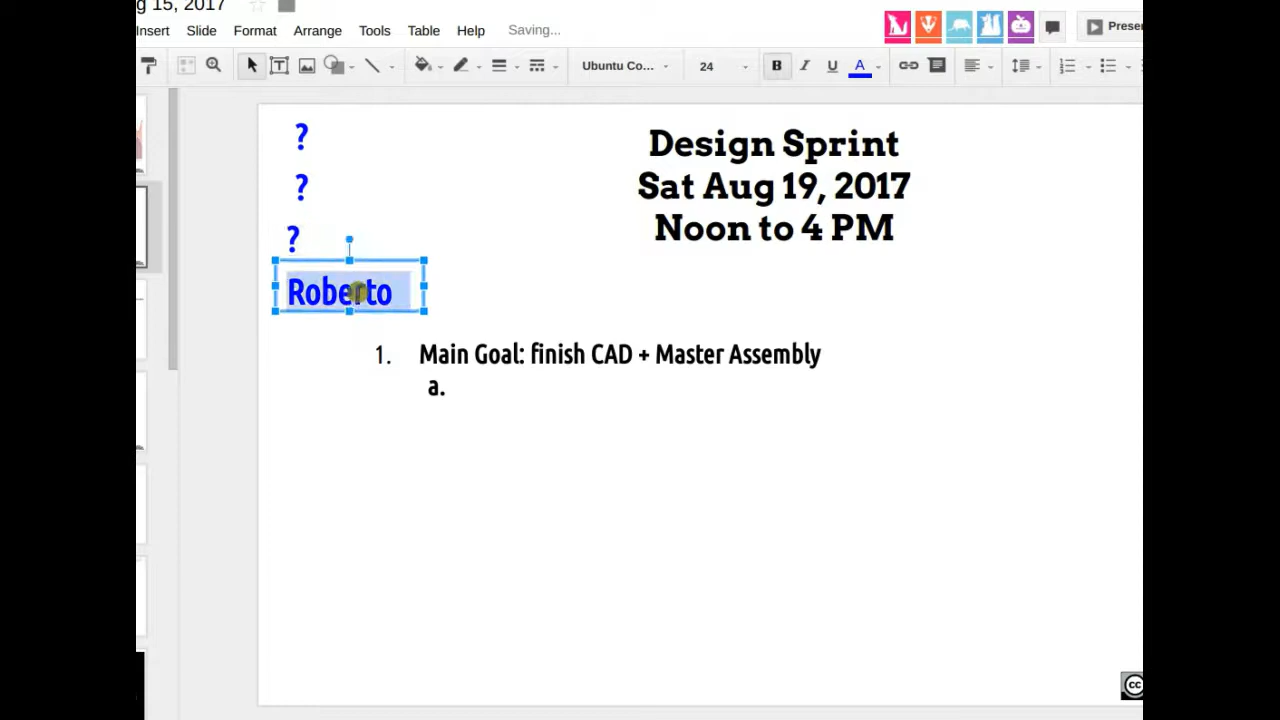 g 15, 2017
Insert Slide Format Arrange Tools Table Help Saving...
Ubuntu Co... 24 B I U A
?
?
?
Roberto
Design Sprint
Sat Aug 19, 2017
Noon to 4 PM
1. Main Goal: finish CAD + Master Assembly
a.
cc